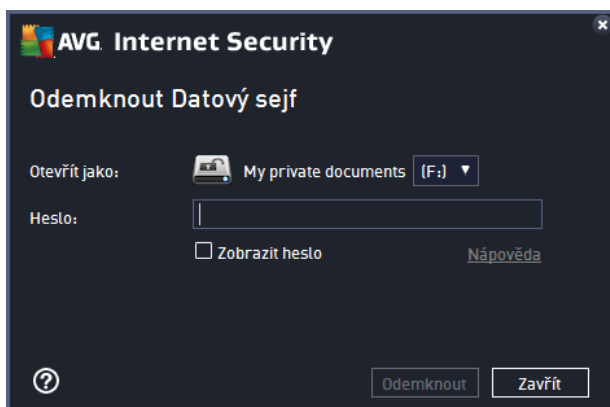 AVG. Internet Security
Odemknout Datový sejf
Otevřít jako: My private documents (F:)
Heslo:
Zobrazit heslo Nápověda
Odemknout Zavřít